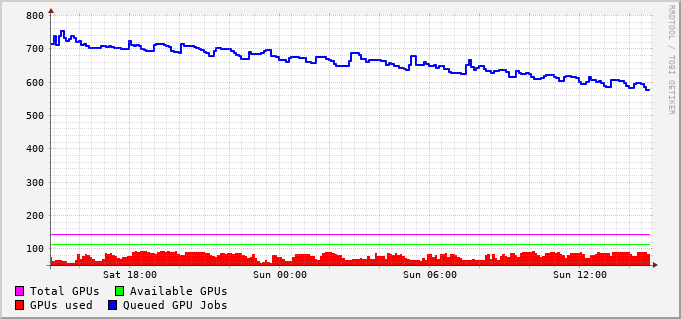 800
700
600
500
400
300
200
100
Sat 18:00 Sun 00:00 Sun 06:00 Sun 12:00
Total GPUs Available GPUs
GPUs used Queued GPU Jobs
RRDTOOL / TOBI OETIKER